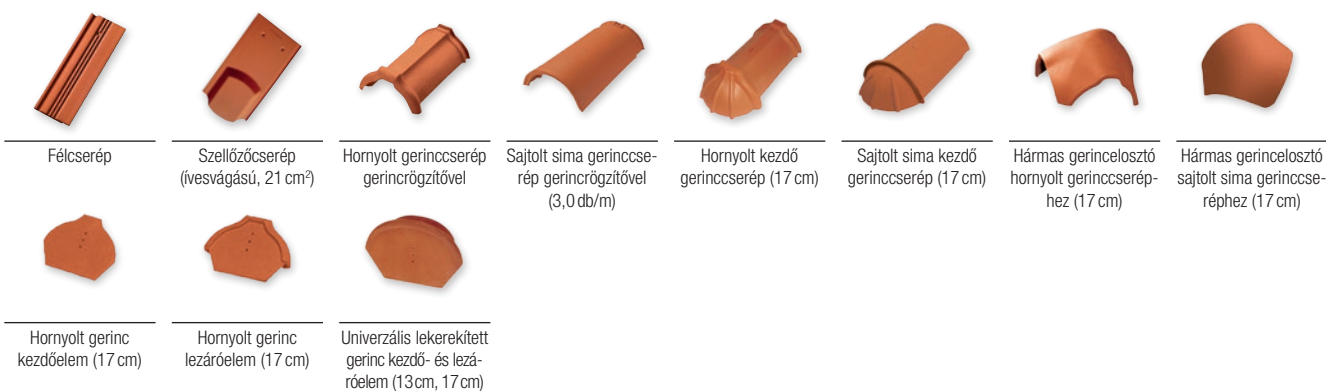 Félcserép
Szellőzőcserép
(ívesvágású, 21 cm²)
Hornyolt gerinccserép
gerincrögzítővel
Sajtolt sima gerinccse-
rép gerincrögzítővel
(3,0 db/m)
Hornyolt kezdő
gerinccserép (17 cm)
Sajtolt sima kezdő
gerinccserép (17 cm)
Hármas gerincelosztó
hornyolt gerinccserép-
hez (17 cm)
Hármas gerincelosztó
sajtolt sima gerinccse-
réphez (17 cm)
Hornyolt gerinc
kezdőelem (17 cm)
Hornyolt gerinc
lezáróelem (17 cm)
Univerzális lekerekített
gerinc kezdő- és lezá-
róelem (13 cm, 17 cm)